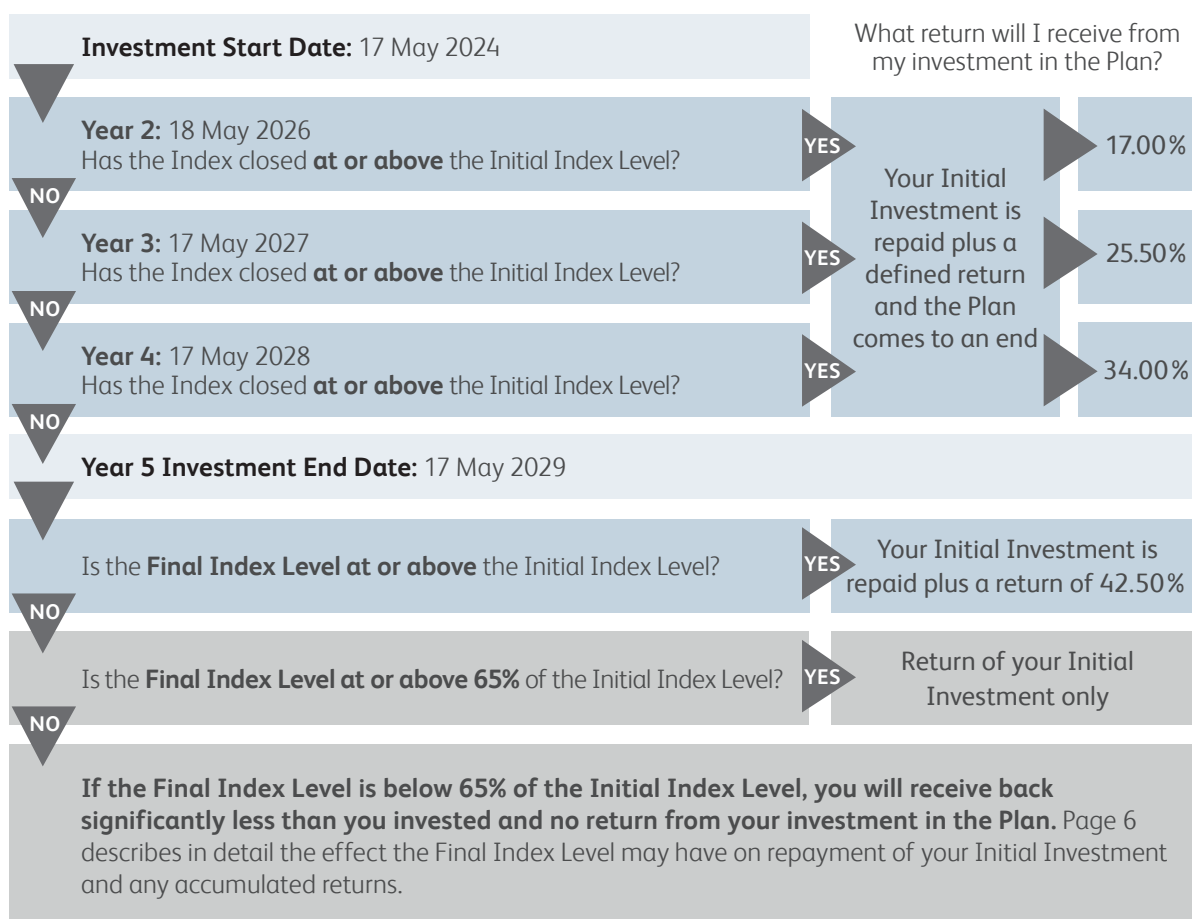 Investment Start Date: 17 May 2024
What return will I receive from
my investment in the Plan?
Year 2: 18 May 2026
Has the Index closed at or above the Initial Index Level?
YES
17.00%
NO
Year 3: 17 May 2027
Has the Index closed at or above the Initial Index Level?
YES
25.50%
NO
Year 4: 17 May 2028
Has the Index closed at or above the Initial Index Level?
YES
34.00%
Your Initial
Investment is
repaid plus a
defined return
and the Plan
comes to an end
NO
Year 5 Investment End Date: 17 May 2029
Is the Final Index Level at or above the Initial Index Level?
YES
Your Initial Investment is
repaid plus a return of 42.50%
NO
Is the Final Index Level at or above 65% of the Initial Index Level?
YES
Return of your Initial
Investment only
NO
If the Final Index Level is below 65% of the Initial Index Level, you will receive back
significantly less than you invested and no return from your investment in the Plan. Page 6
describes in detail the effect the Final Index Level may have on repayment of your Initial Investment
and any accumulated returns.